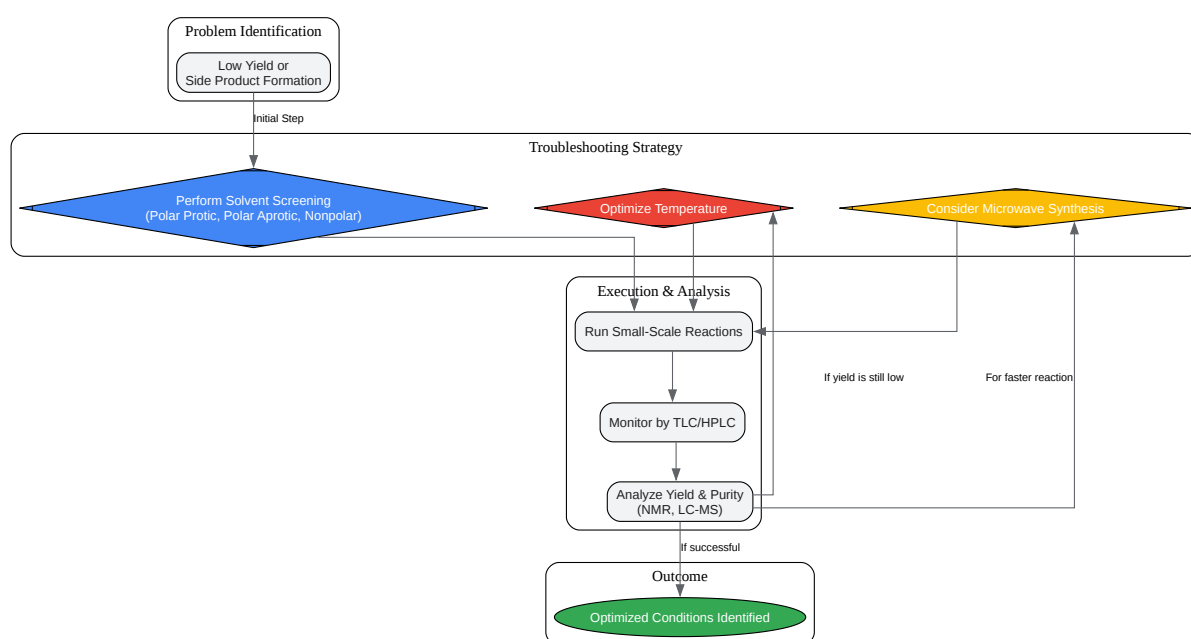 Problem Identification
Low Yield or
Side Product Formation
Initial Step
Troubleshooting Strategy
Perform Solvent Screening
(Polar Protic, Polar Aprotic, Nonpolar)
Optimize Temperature
Consider Microwave Synthesis
Execution & Analysis
Run Small-Scale Reactions
If yield is still low
For faster reaction
Monitor by TLC/HPLC
Analyze Yield & Purity
(NMR, LC-MS)
If successful
Outcome
Optimized Conditions Identified